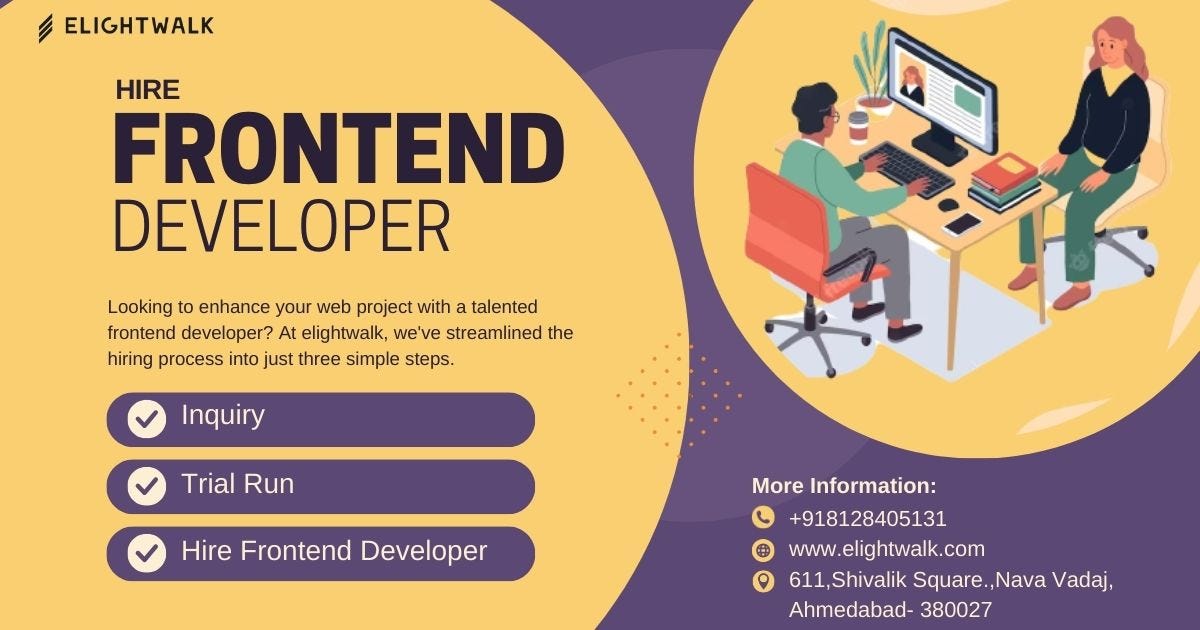 ELIGHTWALK
HIRE
FRONTEND
DEVELOPER
Looking to enhance your web project with a talented
frontend developer? At elightwalk, we've streamlined the
hiring process into just three simple steps.
Inquiry
Trial Run
Hire Frontend Developer
More Information:
+918128405131
www.elightwalk.com
611,Shivalik Square.,Nava Vadaj,
Ahmedabad- 380027